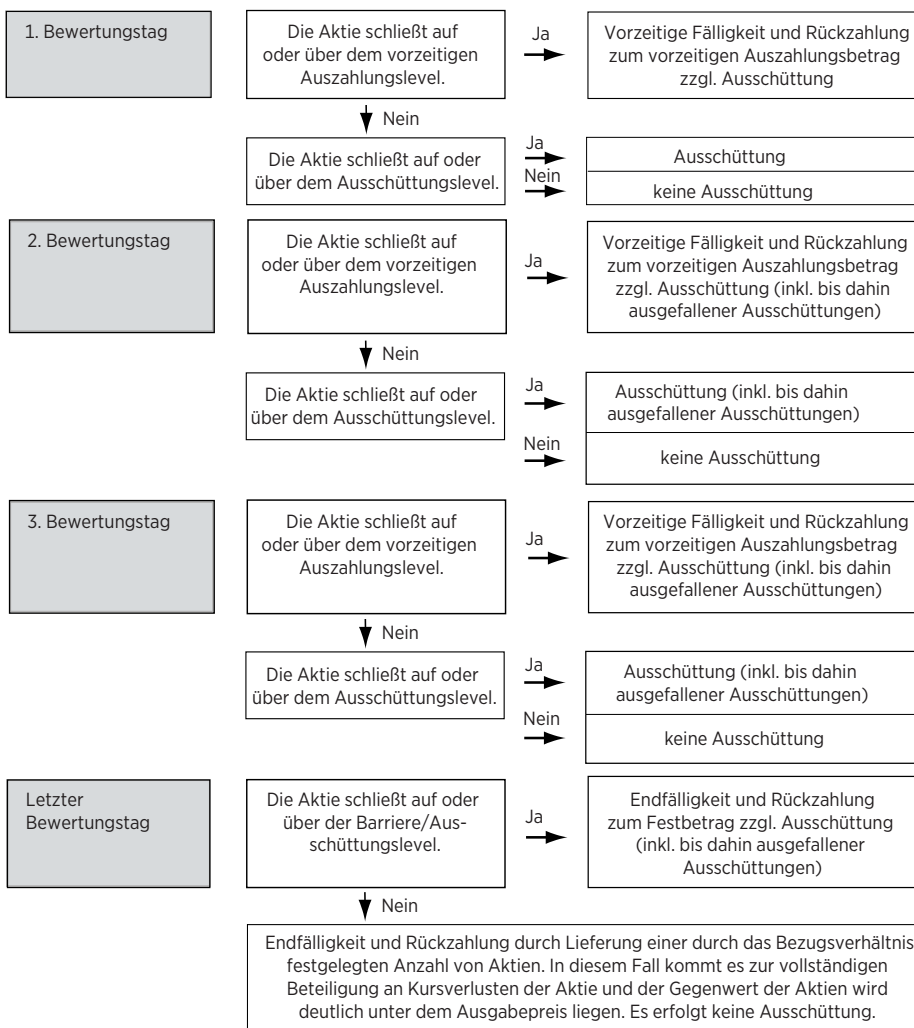 1. Bewertungstag
Die Aktie schließt auf
oder über dem vorzeitigen
Auszahlungslevel.
Ja
Vorzeitige Fälligkeit und Rückzahlung
zum vorzeitigen Auszahlungsbetrag
zzgl. Ausschüttung
Nein
Die Aktie schließt auf oder
über dem Ausschüttungslevel.
Ja
Ausschüttung
Nein
keine Ausschüttung
2. Bewertungstag
Die Aktie schließt auf
oder über dem vorzeitigen
Auszahlungslevel.
Ja
Vorzeitige Fälligkeit und Rückzahlung
zum vorzeitigen Auszahlungsbetrag
zzgl. Ausschüttung (inkl. bis dahin
ausgefallener Ausschüttungen)
Nein
Die Aktie schließt auf oder
über dem Ausschüttungslevel.
Ja
Ausschüttung (inkl. bis dahin
ausgefallener Ausschüttungen)
Nein
keine Ausschüttung
3. Bewertungstag
Die Aktie schließt auf
oder über dem vorzeitigen
Auszahlungslevel.
Ja
Vorzeitige Fälligkeit und Rückzahlung
zum vorzeitigen Auszahlungsbetrag
zzgl. Ausschüttung (inkl. bis dahin
ausgefallener Ausschüttungen)
Nein
Die Aktie schließt auf oder
über dem Ausschüttungslevel.
Ja
Ausschüttung (inkl. bis dahin
ausgefallener Ausschüttungen)
Nein
keine Ausschüttung
Letzter
Bewertungstag
Die Aktie schließt auf oder
über der Barriere/Aus-
schüttungslevel.
Ja
Endfälligkeit und Rückzahlung
zum Festbetrag zzgl. Ausschüttung
(inkl. bis dahin ausgefallener
Ausschüttungen)
Nein
Endfälligkeit und Rückzahlung durch Lieferung einer durch das Bezugsverhältnis
festgelegten Anzahl von Aktien. In diesem Fall kommt es zur vollständigen
Beteiligung an Kursverlusten der Aktie und der Gegenwert der Aktien wird
deutlich unter dem Ausgabepreis liegen. Es erfolgt keine Ausschüttung.